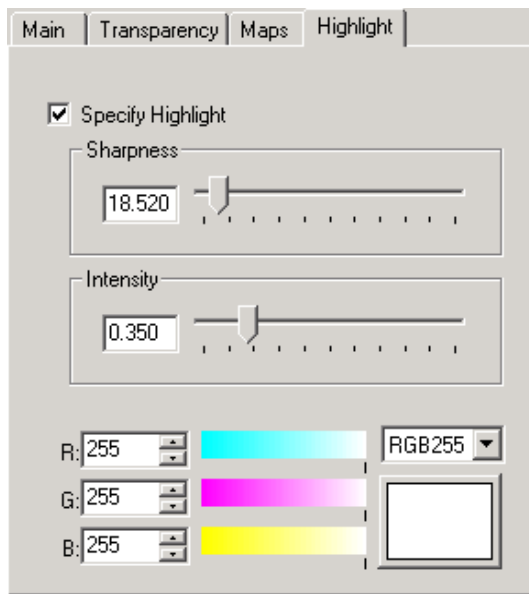 Main Transparency Maps Highlight
Specify Highlight
Sharpness
18.520
Intensity
0.350
R: 255 RGB255
G: 255
B: 255